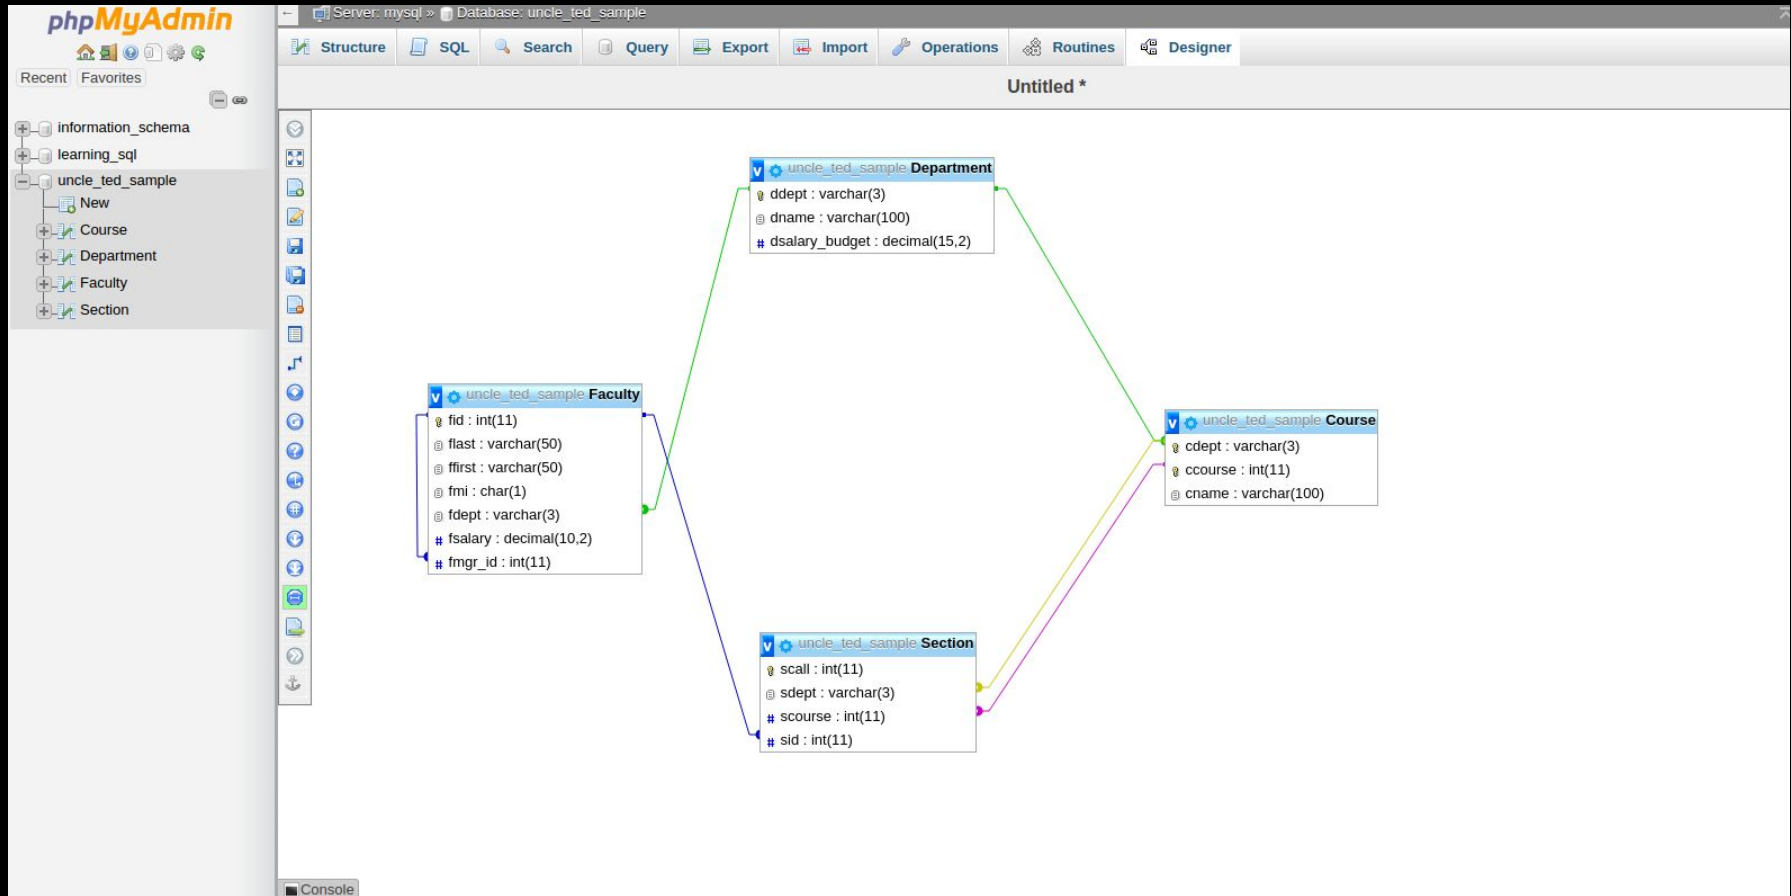 phpMyAdmin
Recent Favorites
information_schema
learning_sql
uncle_ted_sample
New
Course
Department
Faculty
Section
Server: mysql » Database: uncle_ted_sample
Structure SQL Search Query Export Import Operations Routines Designer
Untitled *
uncle_ted_sample Department
ddept : varchar(3)
dname : varchar(100)
dsalary_budget : decimal(15,2)
uncle_ted_sample Faculty
fid : int(11)
flast : varchar(50)
ffirst : varchar(50)
fmi : char(1)
fdept : varchar(3)
fsalary : decimal(10,2)
fmgr_id : int(11)
uncle_ted_sample Course
cdept : varchar(3)
ccourse : int(11)
cname : varchar(100)
uncle_ted_sample Section
scall : int(11)
sdept : varchar(3)
scourse : int(11)
sid : int(11)
Console